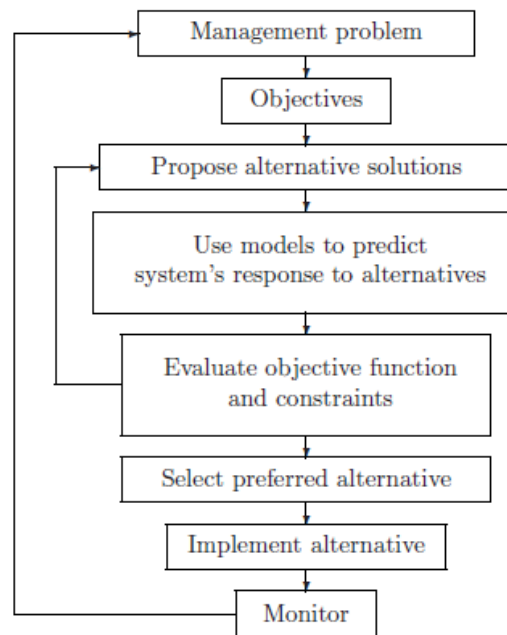 Management problem
Objectives
Propose alternative solutions
Use models to predict
system's response to alternatives
Evaluate objective function
and constraints
Select preferred alternative
Implement alternative
Monitor